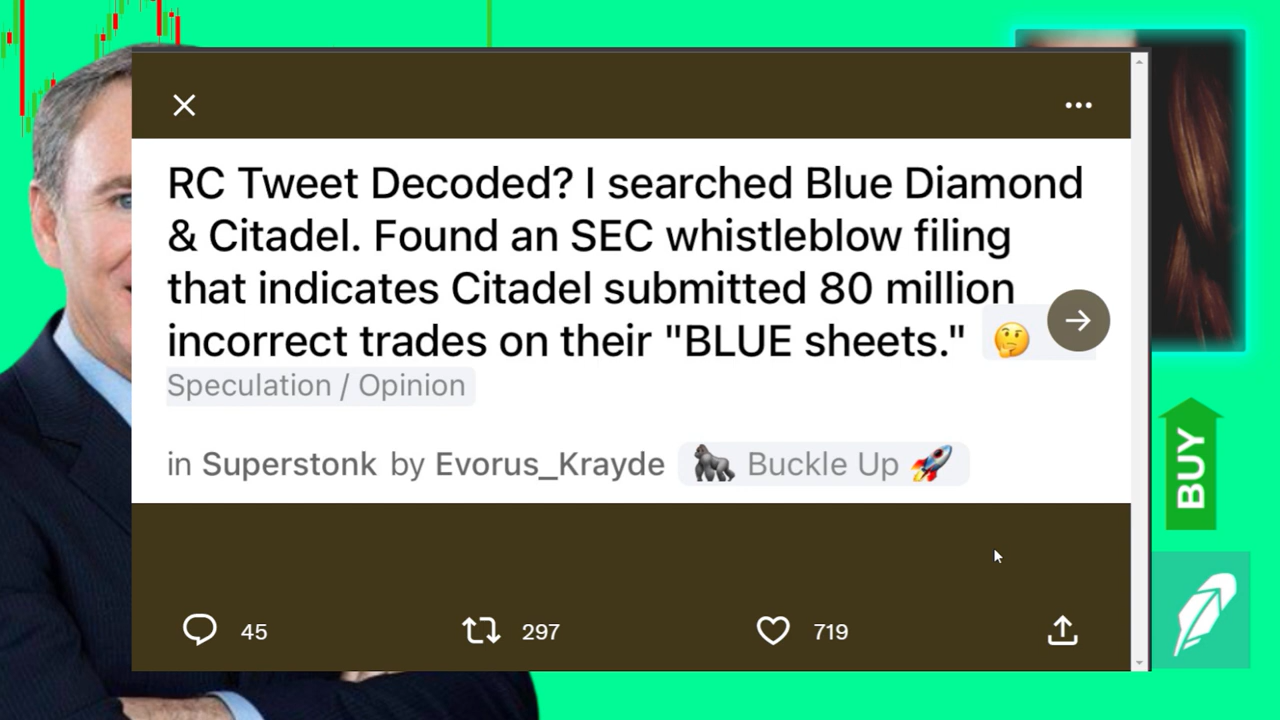 RC Tweet Decoded? I searched Blue Diamond
& Citadel. Found an SEC whistleblow filing
that indicates Citadel submitted 80 million
incorrect trades on their "BLUE sheets." 🤔
Speculation / Opinion
in Superstonk by Evorus_Krayde 🦍 Buckle Up 🚀
BUY
45 297 719